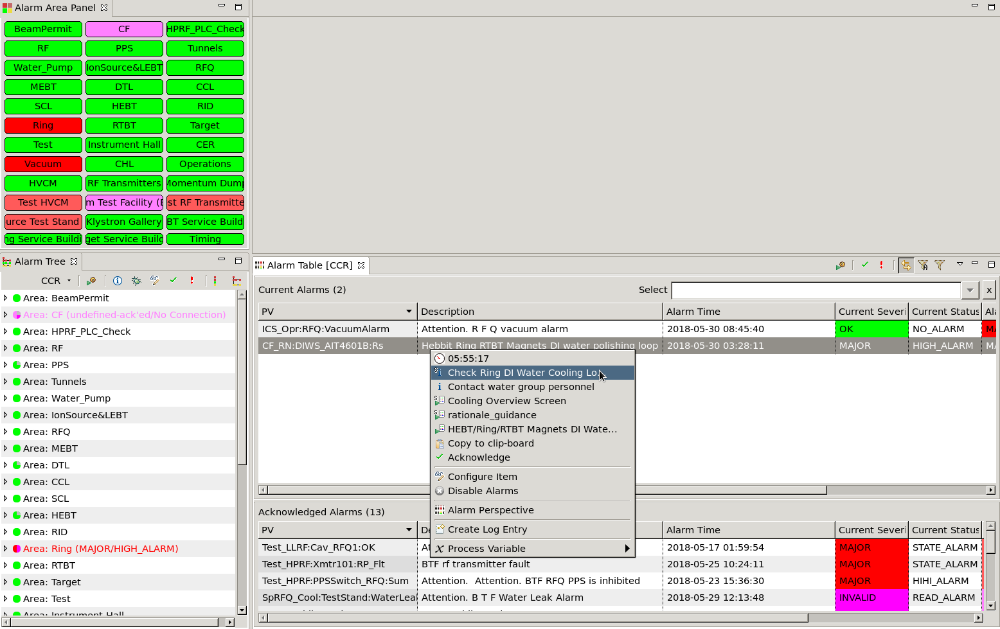 Alarm Area Panel
BeamPermit CF HPRF_PLC_Check
RF PPS Tunnels
Water_Pump IonSource&LEBT RFQ
MEBT DTL CCL
SCL HEBT RID
Ring RTBT Target
Test Instrument Hall CER
Vacuum CHL Operations
HVCM RF Transmitters Momentum Dump
Test HVCM m Test Facility (B st RF Transmitte
urce Test Stand Klystron Gallery BT Service Build
ng Service Buildi get Service Build Timing
Alarm Tree
CCR
Area: BeamPermit
Area: CF (undefined-ack'ed/No Connection)
Area: HPRF_PLC_Check
Area: RF
Area: PPS
Area: Tunnels
Area: Water_Pump
Area: IonSource&LEBT
Area: RFQ
Area: MEBT
Area: DTL
Area: CCL
Area: SCL
Area: HEBT
Area: RID
Area: Ring (MAJOR/HIGH_ALARM)
Area: RTBT
Area: Target
Area: Test
Area: Instrument Hall
Alarm Table [CCR]
Current Alarms (2) Select x
PV Description Alarm Time Current Severi Current Status Ala
ICS_Opr:RFQ:VacuumAlarm Attention. R F Q vacuum alarm 2018-05-30 08:45:40 OK NO_ALARM MA
CF_RN:DIWS_AIT4601B:Rs Hebbit Ring RTBT Magnets DI water polishing loop 2018-05-30 03:28:11 MAJOR HIGH_ALARM MA
05:55:17
Check Ring DI Water Cooling Lo...
Contact water group personnel
Cooling Overview Screen
rationale_guidance
HEBT/Ring/RTBT Magnets DI Wate...
Copy to clip-board
Acknowledge
Configure Item
Disable Alarms
Alarm Perspective
Create Log Entry
Process Variable
Acknowledged Alarms (13)
PV De Alarm Time Current Severi Current Status
Test_LLRF:Cav_RFQ1:OK At 2018-05-17 01:59:54 MAJOR STATE_ALARM
Test_HPRF:Xmtr101:RP_Flt BTF rf transmitter fault 2018-05-25 10:24:11 MAJOR STATE_ALARM
Test_HPRF:PPSSwitch_RFQ:Sum Attention. Attention. BTF RFQ PPS is inhibited 2018-05-23 15:36:30 MAJOR HIHI_ALARM
SpRFQ_Cool:TestStand:WaterLea Attention. B T F Water Leak Alarm 2018-05-29 12:13:48 INVALID READ_ALARM